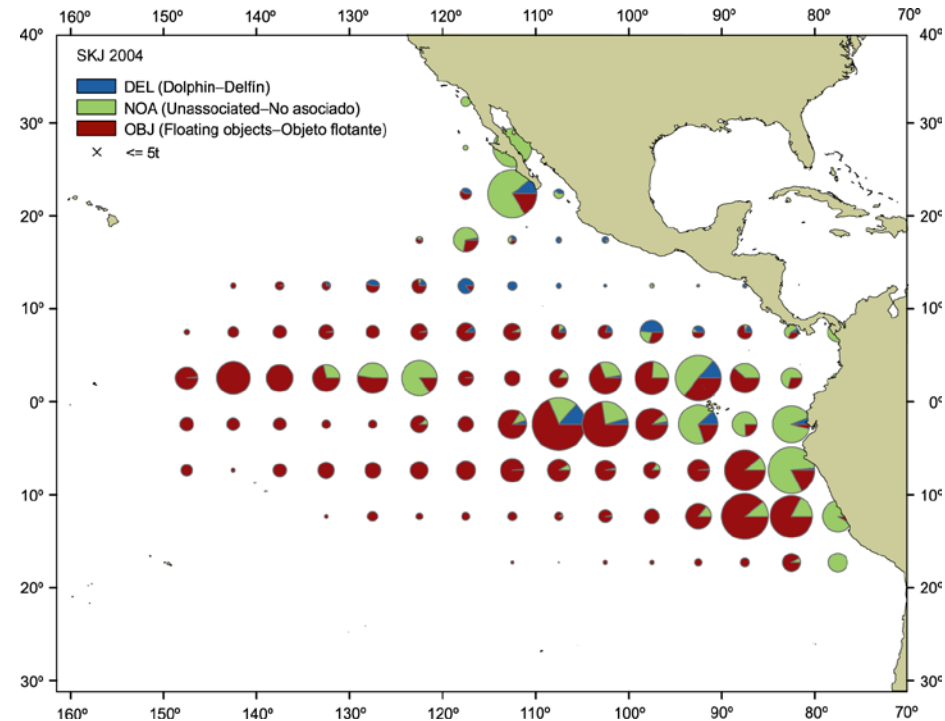 160º 150º 140º 130º 120º 110º 100º 90º 80º 70º
40º 40º
SKJ 2004
DEL (Dolphin–Delfín)
NOA (Unassociated–No asociado)
OBJ (Floating objects–Objeto flotante)
<= 5t
30º 30º
20º 20º
10º 10º
0º 0º
10º 10º
20º 20º
30º 30º
160º 150º 140º 130º 120º 110º 100º 90º 80º 70º